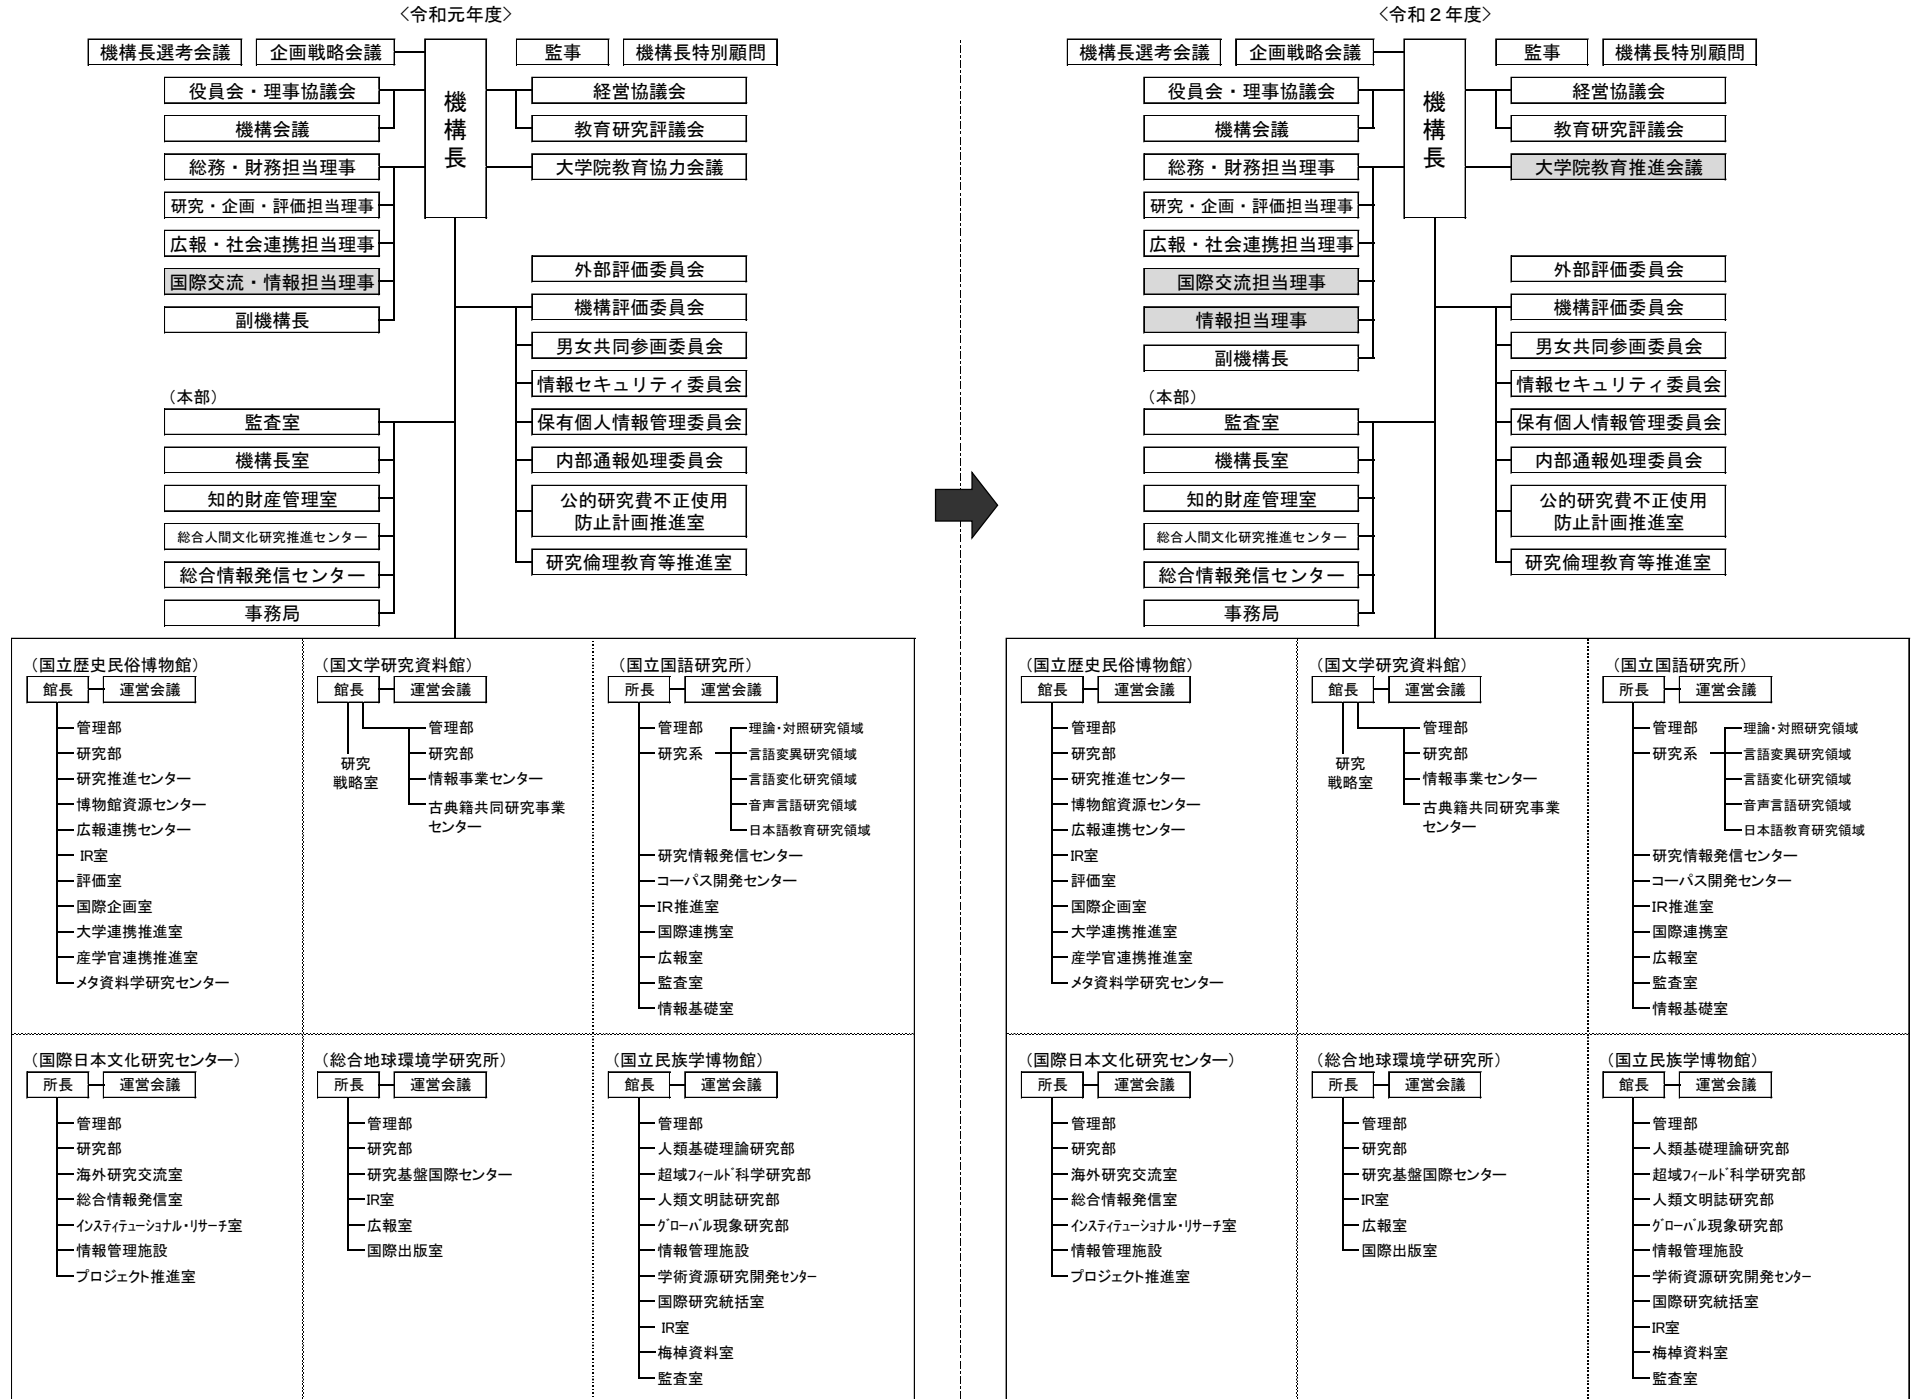 〈令和元年度〉
機構長選考会議
企画戦略会議
機構長
監事
機構長特別顧問
役員会・理事協議会
経営協議会
機構会議
教育研究評議会
総務・財務担当理事
大学院教育協力会議
研究・企画・評価担当理事
広報・社会連携担当理事
国際交流・情報担当理事
副機構長
外部評価委員会
機構評価委員会
男女共同参画委員会
情報セキュリティ委員会
保有個人情報管理委員会
内部通報処理委員会
公的研究費不正使用
防止計画推進室
研究倫理教育等推進室
（本部）
監査室
機構長室
知的財産管理室
総合人間文化研究推進センター
総合情報発信センター
事務局
（国立歴史民俗博物館）
館長
運営会議
管理部
研究部
研究推進センター
博物館資源センター
広報連携センター
IR室
評価室
国際企画室
大学連携推進室
産学官連携推進室
メタ資料学研究センター
（国文学研究資料館）
館長
運営会議
研究
戦略室
管理部
研究部
情報事業センター
古典籍共同研究事業
センター
（国立国語研究所）
所長
運営会議
管理部
研究系
理論・対照研究領域
言語変異研究領域
言語変化研究領域
音声言語研究領域
日本語教育研究領域
研究情報発信センター
コーパス開発センター
IR推進室
国際連携室
広報室
監査室
情報基礎室
（国際日本文化研究センター）
所長
運営会議
管理部
研究部
海外研究交流室
総合情報発信室
インスティテューショナル・リサーチ室
情報管理施設
プロジェクト推進室
（総合地球環境学研究所）
所長
運営会議
管理部
研究部
研究基盤国際センター
IR室
広報室
国際出版室
（国立民族学博物館）
館長
運営会議
管理部
人類基礎理論研究部
超域フィールド科学研究部
人類文明誌研究部
グローバル現象研究部
情報管理施設
学術資源研究開発センター
国際研究統括室
IR室
梅棹資料室
監査室
〈令和２年度〉
機構長選考会議
企画戦略会議
機構長
監事
機構長特別顧問
役員会・理事協議会
経営協議会
機構会議
教育研究評議会
総務・財務担当理事
大学院教育推進会議
研究・企画・評価担当理事
広報・社会連携担当理事
国際交流担当理事
情報担当理事
副機構長
外部評価委員会
機構評価委員会
男女共同参画委員会
情報セキュリティ委員会
保有個人情報管理委員会
内部通報処理委員会
公的研究費不正使用
防止計画推進室
研究倫理教育等推進室
（本部）
監査室
機構長室
知的財産管理室
総合人間文化研究推進センター
総合情報発信センター
事務局
（国立歴史民俗博物館）
館長
運営会議
管理部
研究部
研究推進センター
博物館資源センター
広報連携センター
IR室
評価室
国際企画室
大学連携推進室
産学官連携推進室
メタ資料学研究センター
（国文学研究資料館）
館長
運営会議
研究
戦略室
管理部
研究部
情報事業センター
古典籍共同研究事業
センター
（国立国語研究所）
所長
運営会議
管理部
研究系
理論・対照研究領域
言語変異研究領域
言語変化研究領域
音声言語研究領域
日本語教育研究領域
研究情報発信センター
コーパス開発センター
IR推進室
国際連携室
広報室
監査室
情報基礎室
（国際日本文化研究センター）
所長
運営会議
管理部
研究部
海外研究交流室
総合情報発信室
インスティテューショナル・リサーチ室
情報管理施設
プロジェクト推進室
（総合地球環境学研究所）
所長
運営会議
管理部
研究部
研究基盤国際センター
IR室
広報室
国際出版室
（国立民族学博物館）
館長
運営会議
管理部
人類基礎理論研究部
超域フィールド科学研究部
人類文明誌研究部
グローバル現象研究部
情報管理施設
学術資源研究開発センター
国際研究統括室
IR室
梅棹資料室
監査室